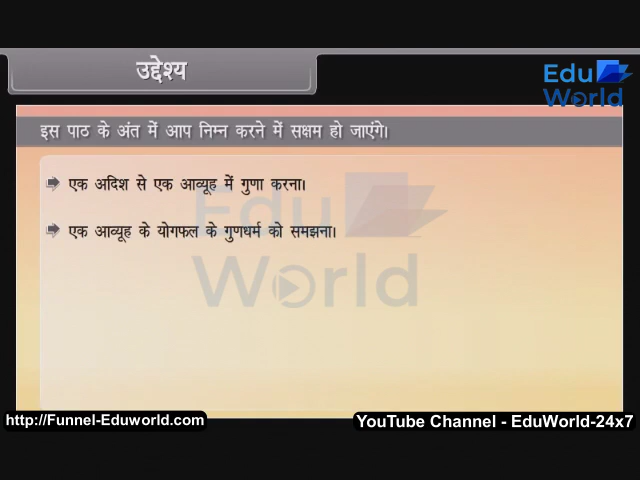 उद्देश्य
Edu
World
इस पाठ के अंत में आप निम्न करने में सक्षम हो जाएंगे।
एक अदिश से एक आव्यूह में गुणा करना।
एक आव्यूह के योगफल के गुणधर्म को समझना।
Edu
World
http://Funnel-Eduworld.com
YouTube Channel - EduWorld-24x7